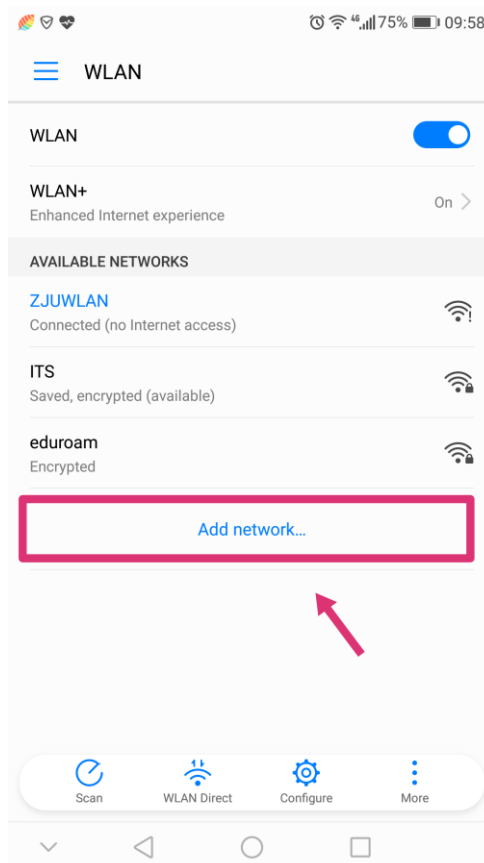 4G 75% 09:58
WLAN
WLAN
WLAN+
Enhanced Internet experience
On
AVAILABLE NETWORKS
ZJUWLAN
Connected (no Internet access)
ITS
Saved, encrypted (available)
eduroam
Encrypted
Add network...
Scan WLAN Direct Configure More